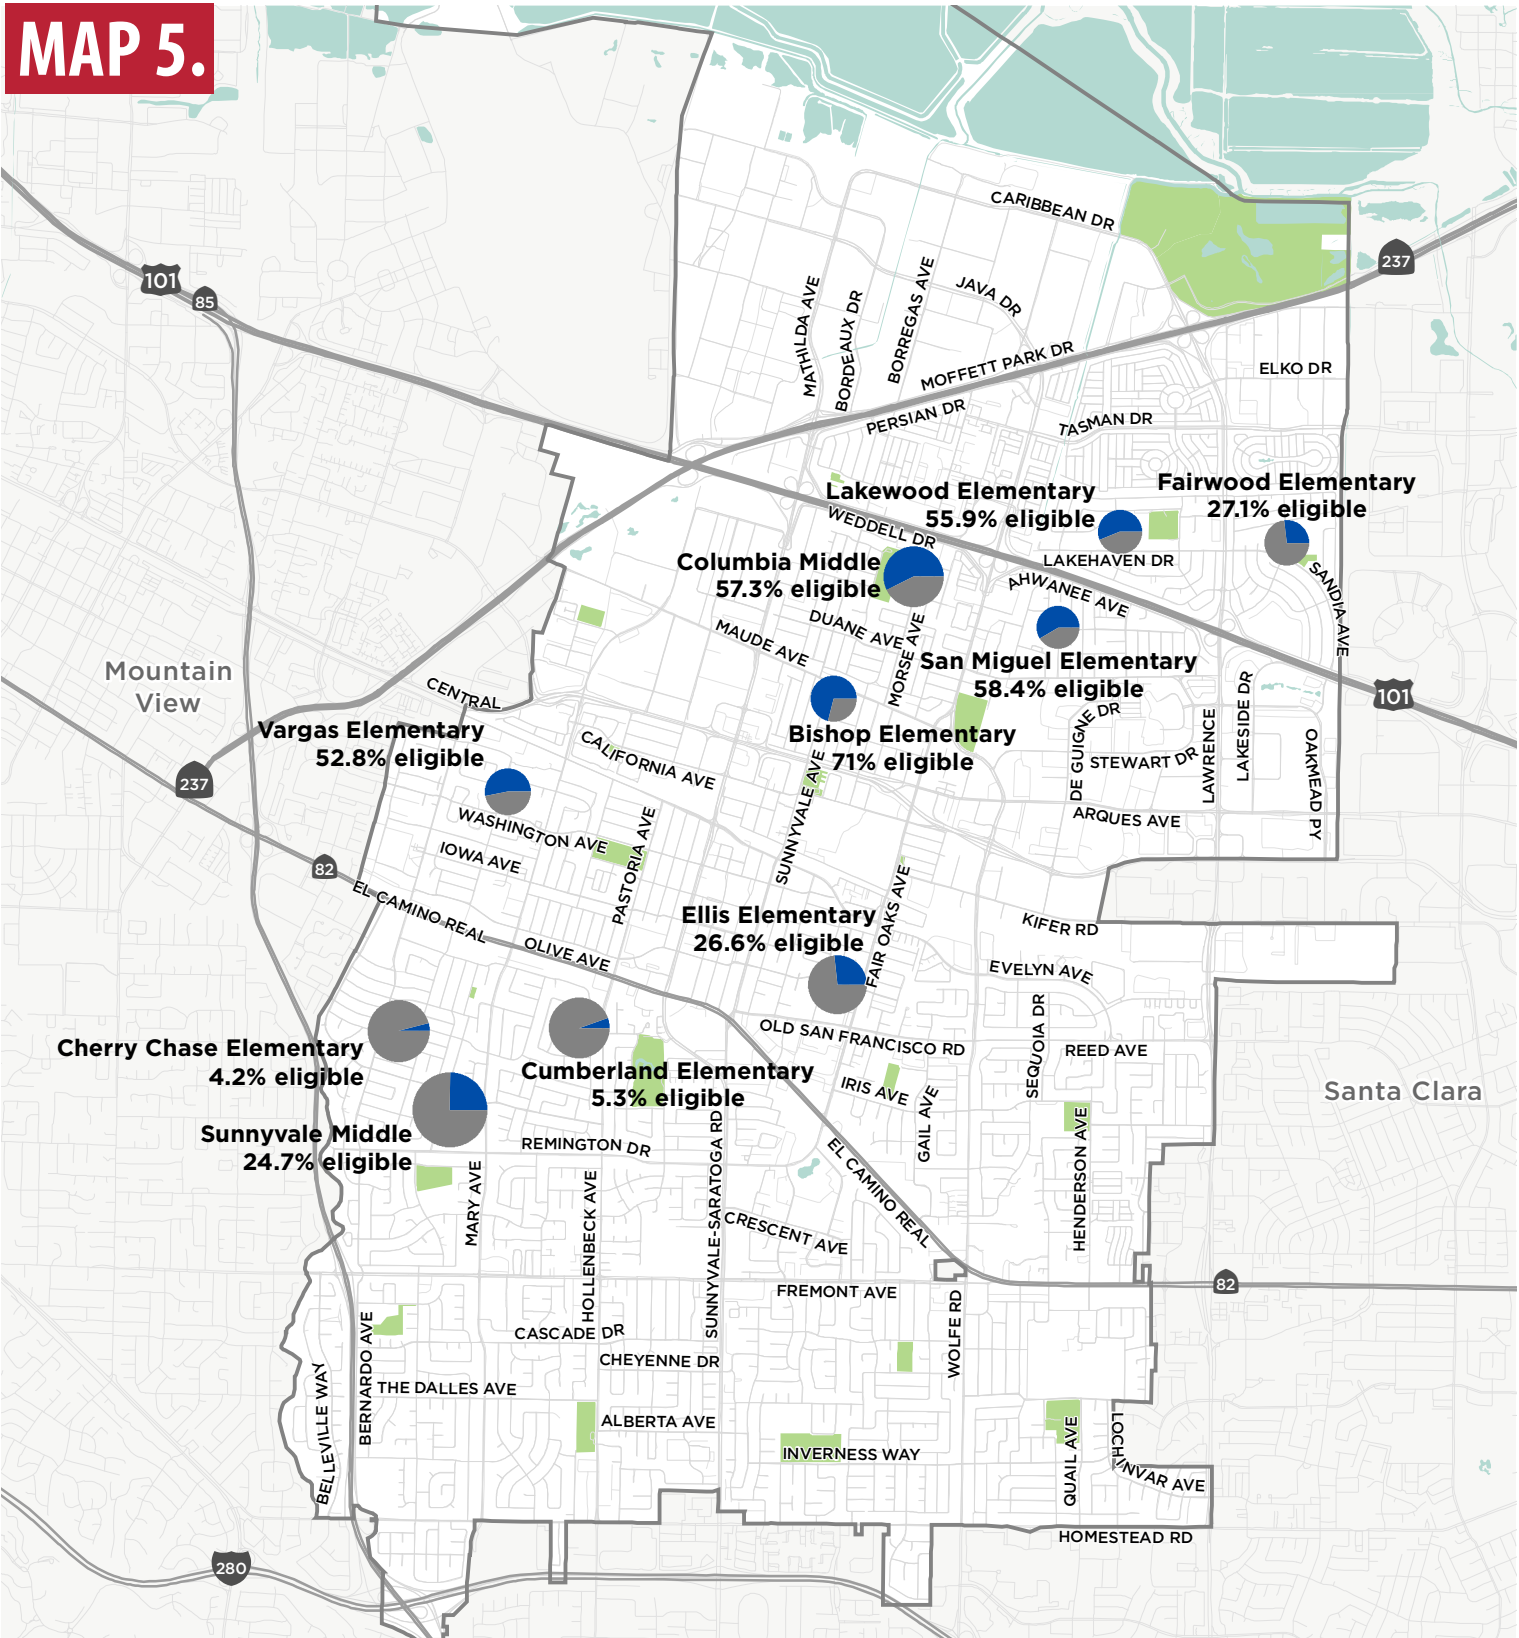 MAP 5.
CARIBBEAN DR
237
101
85
MATHILDA AVE
BORDEAUX DR
BORREGAS AVE
JAVA DR
MOFFETT PARK DR
ELKO DR
PERSIAN DR
TASMAN DR
Lakewood Elementary
55.9% eligible
Fairwood Elementary
27.1% eligible
WEDDELL DR
LAKEHAVEN DR
Columbia Middle
57.3% eligible
AHWANEE AVE
SANDIA AVE
DUANE AVE
MAUDE AVE
MORSE AVE
San Miguel Elementary
58.4% eligible
Mountain
View
CENTRAL
101
Vargas Elementary
52.8% eligible
Bishop Elementary
71% eligible
CALIFORNIA AVE
DE GUIGNE DR
STEWART DR
LAWRENCE
LAKESIDE DR
OAKMEAD PY
237
SUNNYVALE AVE
ARQUES AVE
WASHINGTON AVE
IOWA AVE
PASTORIA AVE
82
EL CAMINO REAL
OLIVE AVE
Ellis Elementary
26.6% eligible
FAIR OAKS AVE
KIFER RD
EVELYN AVE
OLD SAN FRANCISCO RD
SEQUOIA DR
REED AVE
Cherry Chase Elementary
4.2% eligible
Cumberland Elementary
5.3% eligible
IRIS AVE
GAIL AVE
Santa Clara
Sunnyvale Middle
24.7% eligible
REMINGTON DR
SUNNYVALE-SARATOGA RD
EL CAMINO REAL
HENDERSON AVE
MARY AVE
HOLLENBECK AVE
CRESCENT AVE
FREMONT AVE
82
WOLFE RD
BERNARDO AVE
CASCADE DR
CHEYENNE DR
BELLEVILLE WAY
THE DALLES AVE
ALBERTA AVE
INVERNESS WAY
QUAIL AVE
LOCHINVAR AVE
HOMESTEAD RD
280